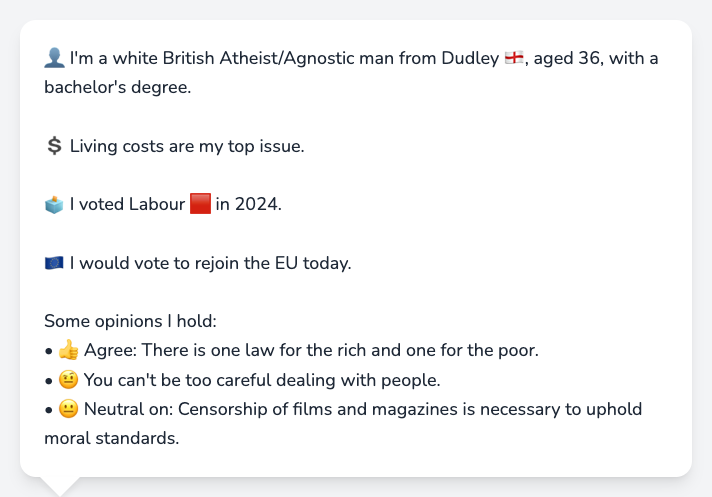 👤 I'm a white British Atheist/Agnostic man from Dudley 🏴󠁧󠁢󠁥󠁮󠁧󠁿, aged 36, with a
bachelor's degree.
💲 Living costs are my top issue.
🗳️ I voted Labour 🟥 in 2024.
🇪🇺 I would vote to rejoin the EU today.
Some opinions I hold:
• 👍 Agree: There is one law for the rich and one for the poor.
• 🤨 You can't be too careful dealing with people.
• 😐 Neutral on: Censorship of films and magazines is necessary to uphold
moral standards.